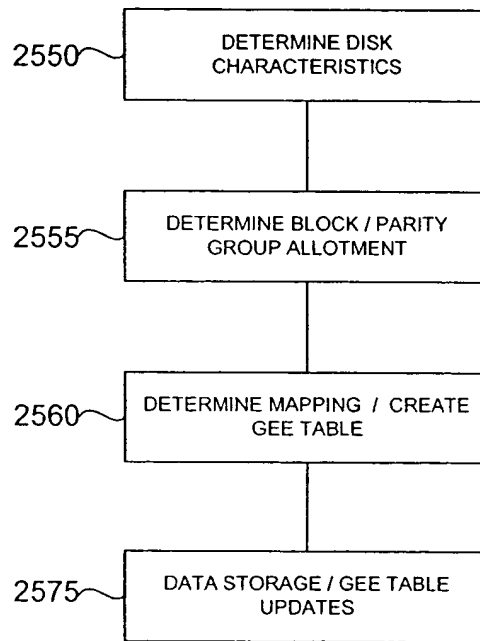 2550
DETERMINE DISK
CHARACTERISTICS
2555
DETERMINE BLOCK / PARITY
GROUP ALLOTMENT
2560
DETERMINE MAPPING / CREATE
GEE TABLE
2575
DATA STORAGE / GEE TABLE
UPDATES